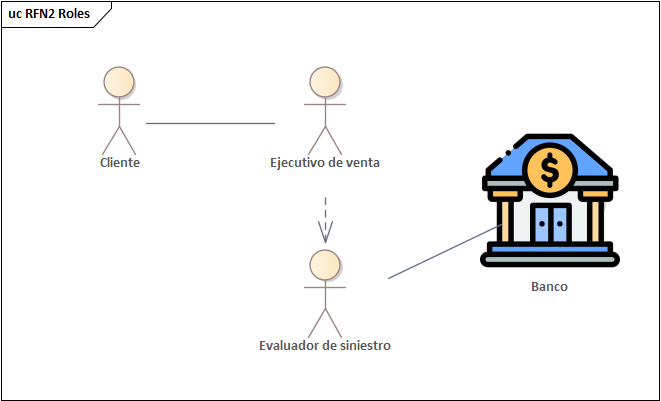 uc RFN2 Roles
Cliente
Ejecutivo de venta
$
Banco
Evaluador de siniestro